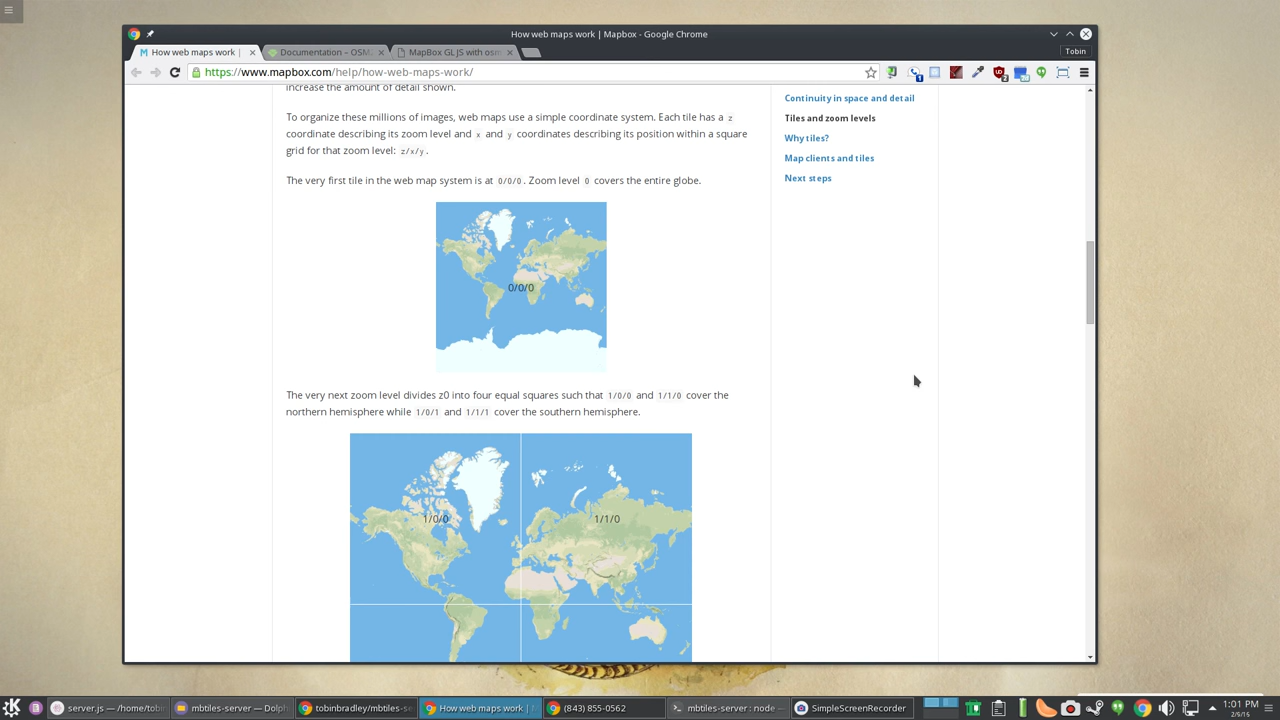 How web maps work | Mapbox - Google Chrome
How web maps work |
Documentation – OSM
MapBox GL JS with osm
Tobin
https://www.mapbox.com/help/how-web-maps-work/
increase the amount of detail shown.
To organize these millions of images, web maps use a simple coordinate system. Each tile has a z
coordinate describing its zoom level and x and y coordinates describing its position within a square
grid for that zoom level: z/x/y.
The very first tile in the web map system is at 0/0/0. Zoom level 0 covers the entire globe.
0/0/0
The very next zoom level divides z0 into four equal squares such that 1/0/0 and 1/1/0 cover the
northern hemisphere while 1/0/1 and 1/1/1 cover the southern hemisphere.
1/0/0
1/1/0
Continuity in space and detail
Tiles and zoom levels
Why tiles?
Map clients and tiles
Next steps
server.js — /home/tobin
mbtiles-server — Dolph
tobinbradley/mbtiles-se
How web maps work | M
(843) 855-0562
mbtiles-server : node —
SimpleScreenRecorder
1:01 PM
2/9/15